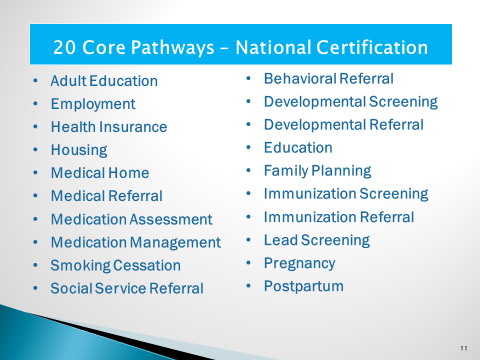 20 Core Pathways – National Certification
• Adult Education
• Employment
• Health Insurance
• Housing
• Medical Home
• Medical Referral
• Medication Assessment
• Medication Management
• Smoking Cessation
• Social Service Referral
• Behavioral Referral
• Developmental Screening
• Developmental Referral
• Education
• Family Planning
• Immunization Screening
• Immunization Referral
• Lead Screening
• Pregnancy
• Postpartum
11